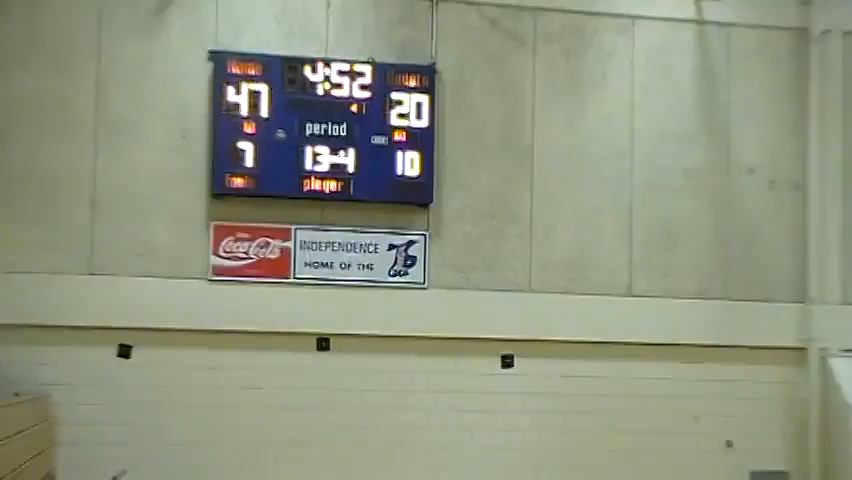 4:52
47 20
period
7 13-4 10
player
Coca-Cola
INDEPENDENCE
HOME OF THE